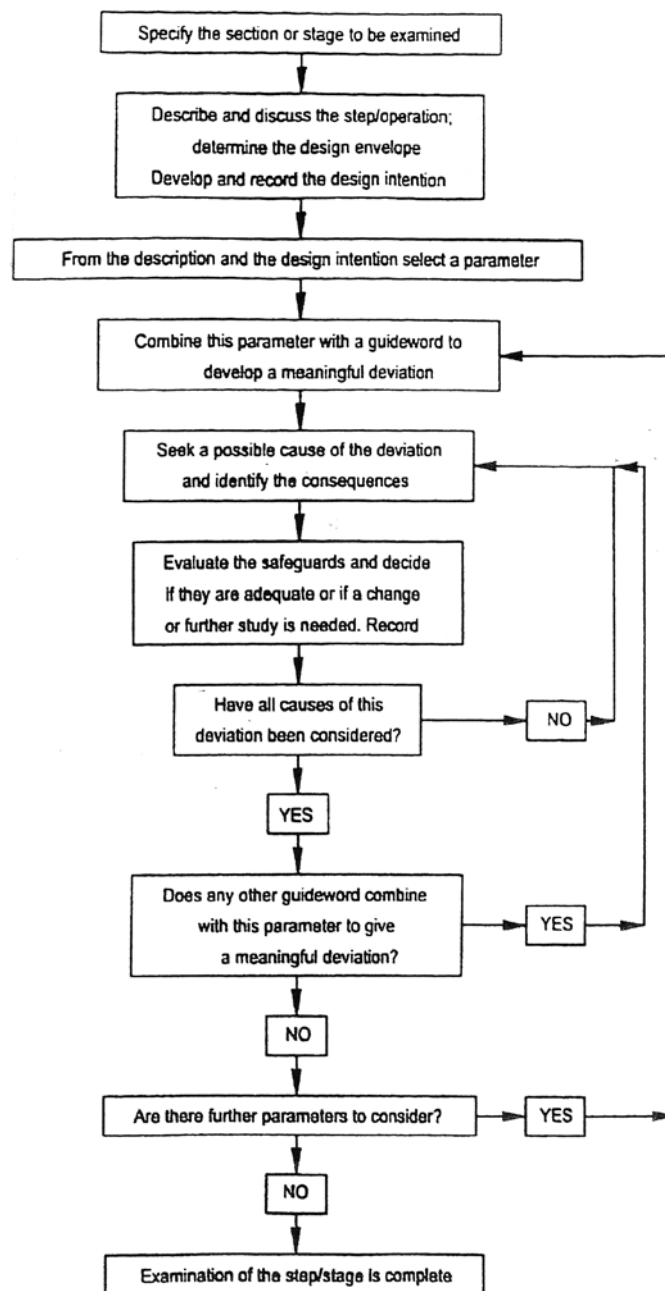 Specify the section or stage to be examined
Describe and discuss the step/operation;
determine the design envelope
Develop and record the design intention
From the description and the design intention select a parameter
Combine this parameter with a guideword to
develop a meaningful deviation
Seek a possible cause of the deviation
and identify the consequences
Evaluate the safeguards and decide
if they are adequate or if a change
or further study is needed. Record
Have all causes of this
deviation been considered?
NO
YES
Does any other guideword combine
with this parameter to give
a meaningful deviation?
YES
NO
Are there further parameters to consider?
YES
NO
Examination of the step/stage is complete